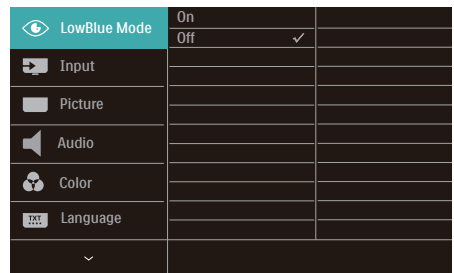 LowBlue Mode
On
Off
Input
Picture
Audio
Color
TXT
Language